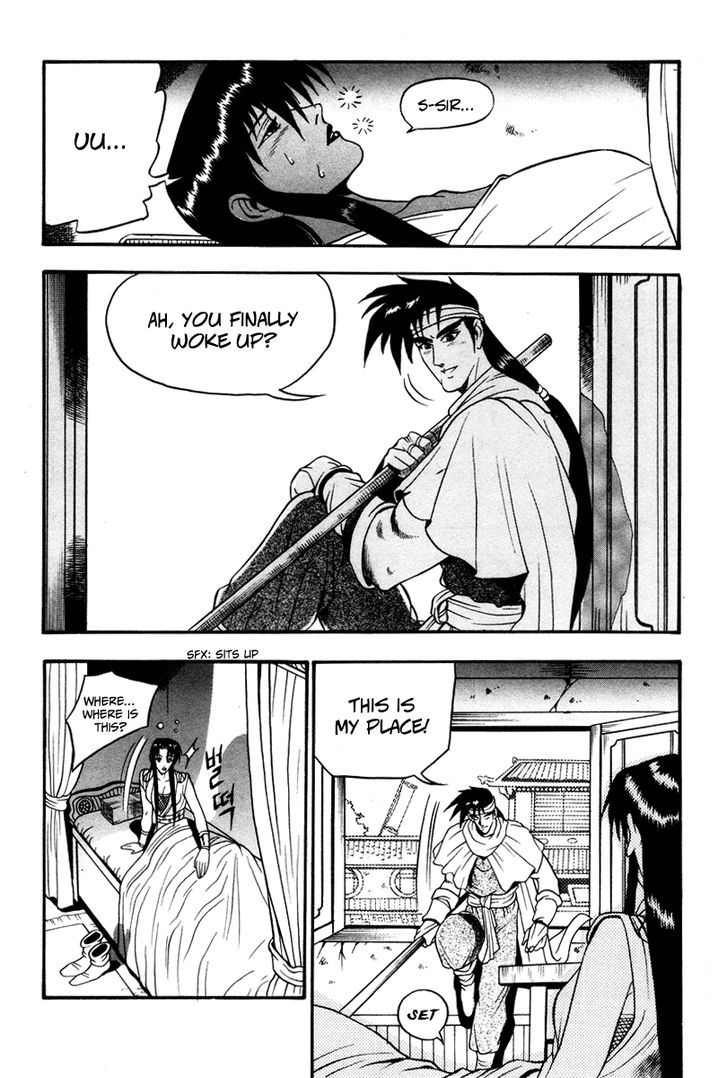 UU...
S-SIR...
AH, YOU FINALLY
WOKE UP?
SFX: SITS UP
WHERE...
WHERE IS
THIS?
벌
떡
THIS IS
MY PLACE!
SET